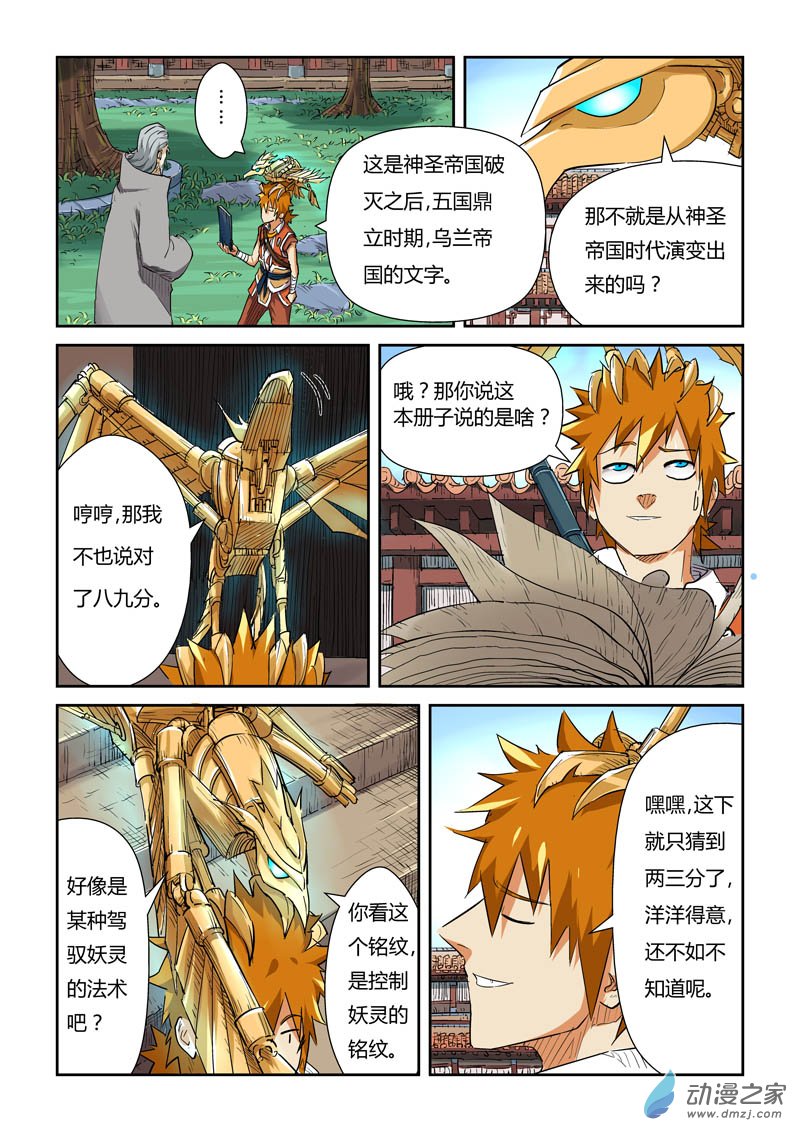 ……
这是神圣帝国破
灭之后，五国鼎
立时期，乌兰帝
国的文字。
那不就是从神圣
帝国时代演变出
来的吗？
哼哼，那我
不也说对
了八九分。
哦？那你说这
本册子说的是啥？
好像是
某种驾
驭妖灵
的法术
吧？
你看这
个铭纹，
是控制
妖灵的
铭纹。
嘿嘿，这下
就只猜到
两三分了，
洋洋得意，
还不如不
知道呢。
动漫之家
www.dmzj.com